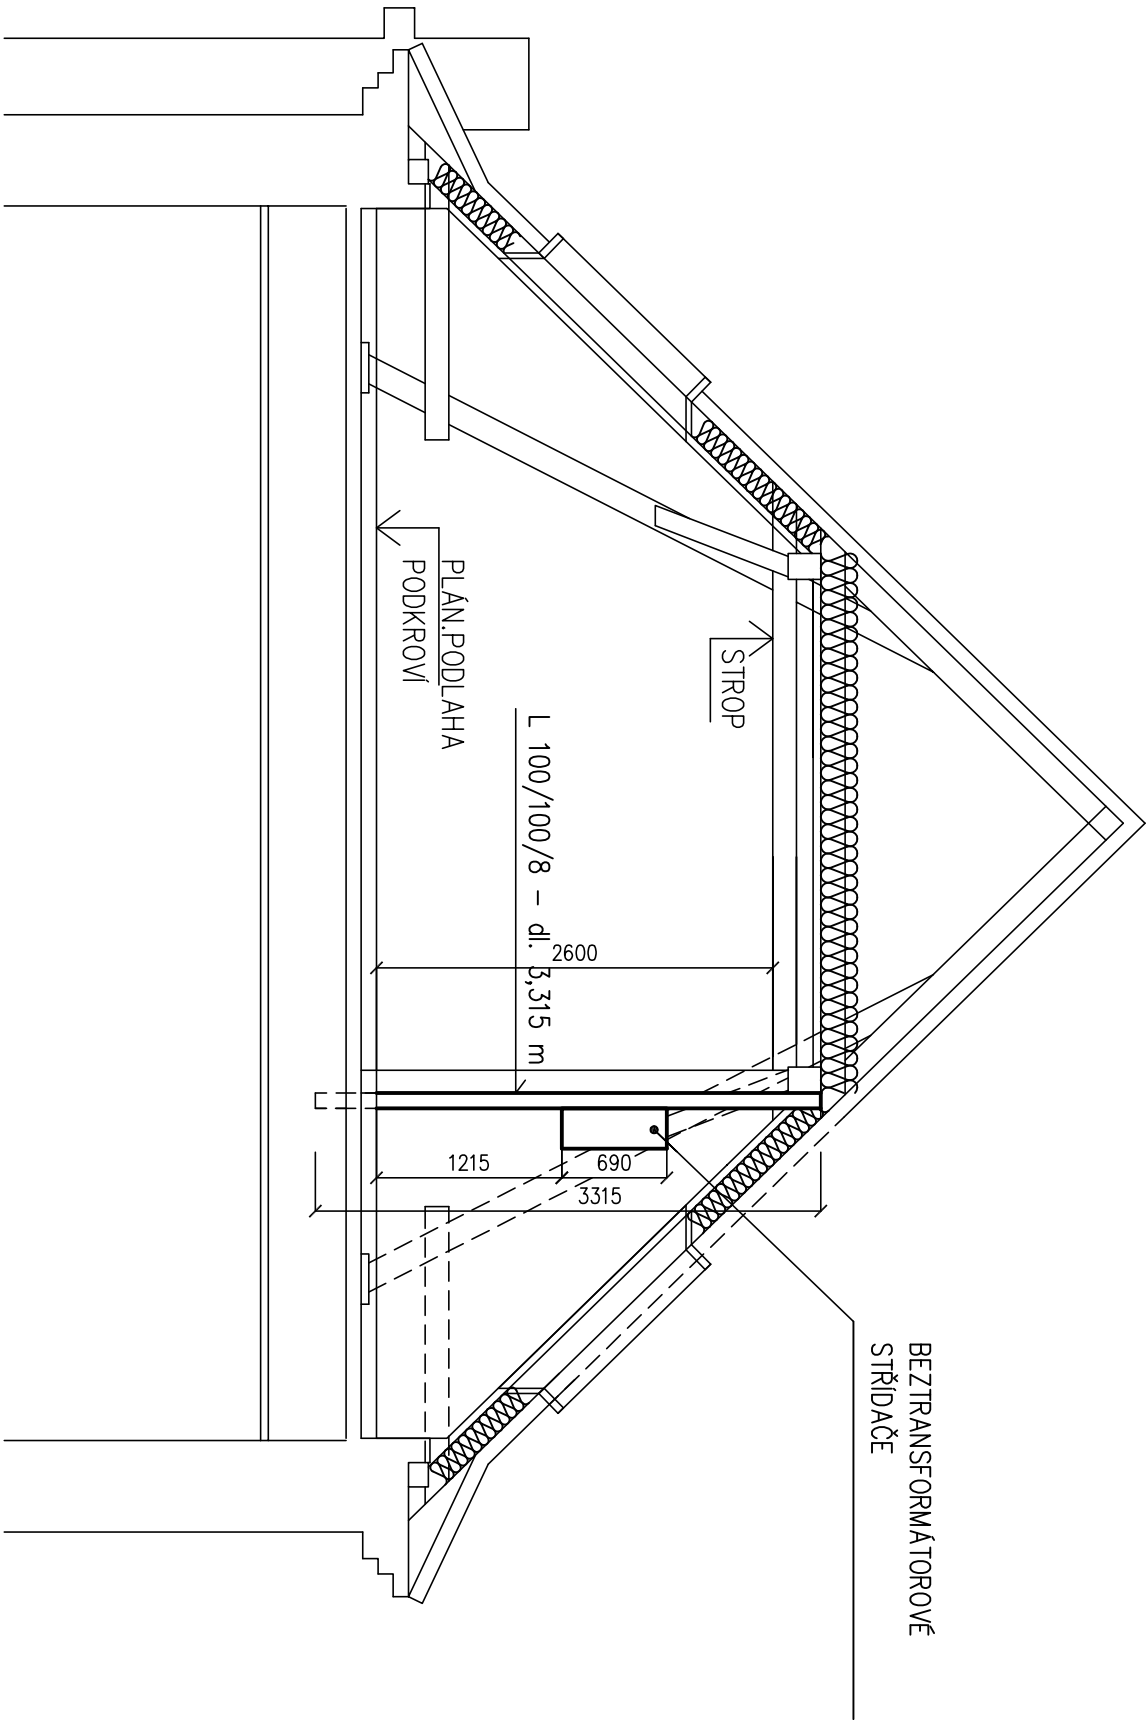 PLÁN.PODLAHA
PODKROVÍ
STROP
L 100/100/8 - dl. 3,315 m
2600
1215
690
3315
BEZTRANSFORMÁTOROVÉ
STŘÍDAČE